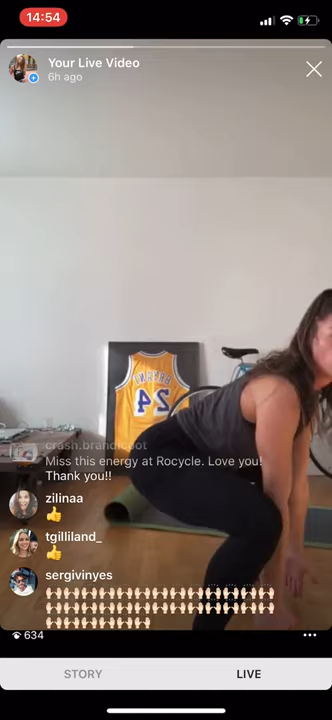 14:54
Your Live Video
6h ago
BRYANT
24
crash.brandicoot
Miss this energy at Rocycle. Love you!
Thank you!!
zilinaa
👍
tgilliland_
👍
sergivinyes
634
STORY
LIVE